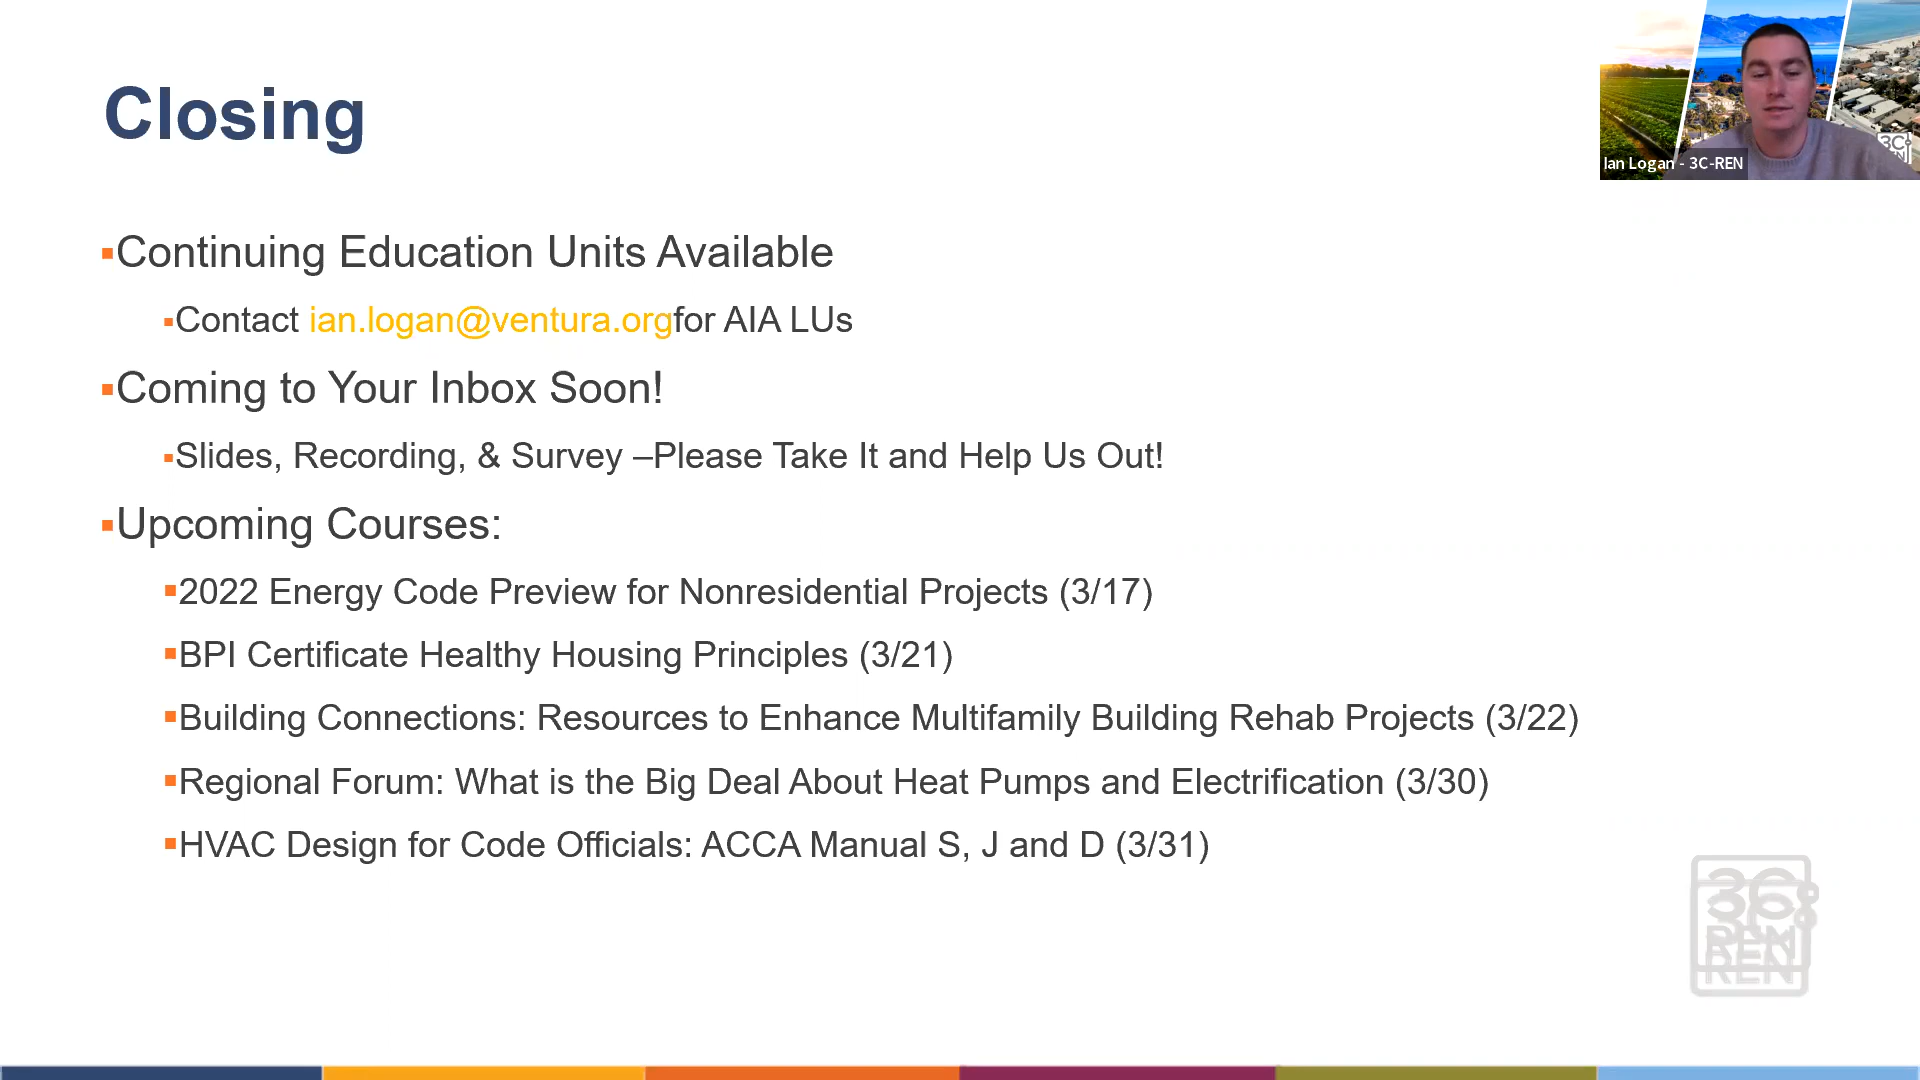 Closing
Ian Logan - 3C-REN
▪Continuing Education Units Available
▪Contact ian.logan@ventura.orgfor AIA LUs
▪Coming to Your Inbox Soon!
▪Slides, Recording, & Survey –Please Take It and Help Us Out!
▪Upcoming Courses:
▪2022 Energy Code Preview for Nonresidential Projects (3/17)
▪BPI Certificate Healthy Housing Principles (3/21)
▪Building Connections: Resources to Enhance Multifamily Building Rehab Projects (3/22)
▪Regional Forum: What is the Big Deal About Heat Pumps and Electrification (3/30)
▪HVAC Design for Code Officials: ACCA Manual S, J and D (3/31)
3C
REN